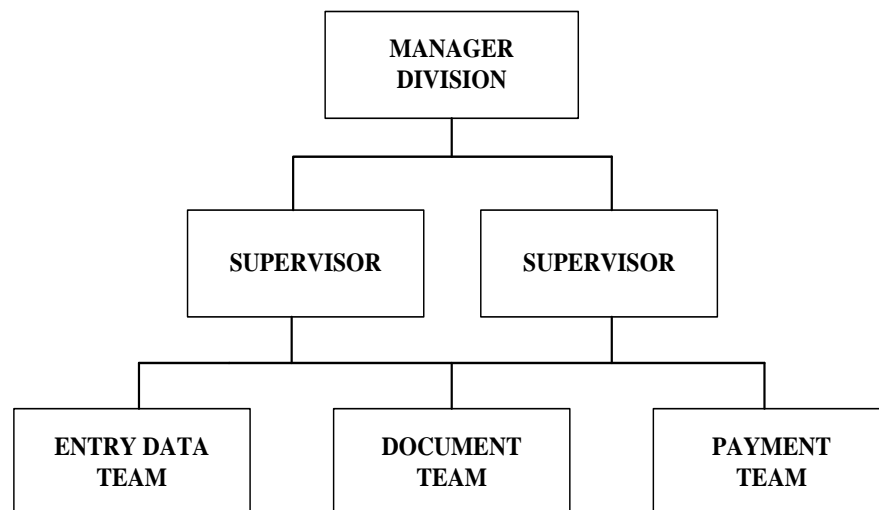 MANAGER
DIVISION
SUPERVISOR
SUPERVISOR
ENTRY DATA
TEAM
DOCUMENT
TEAM
PAYMENT
TEAM